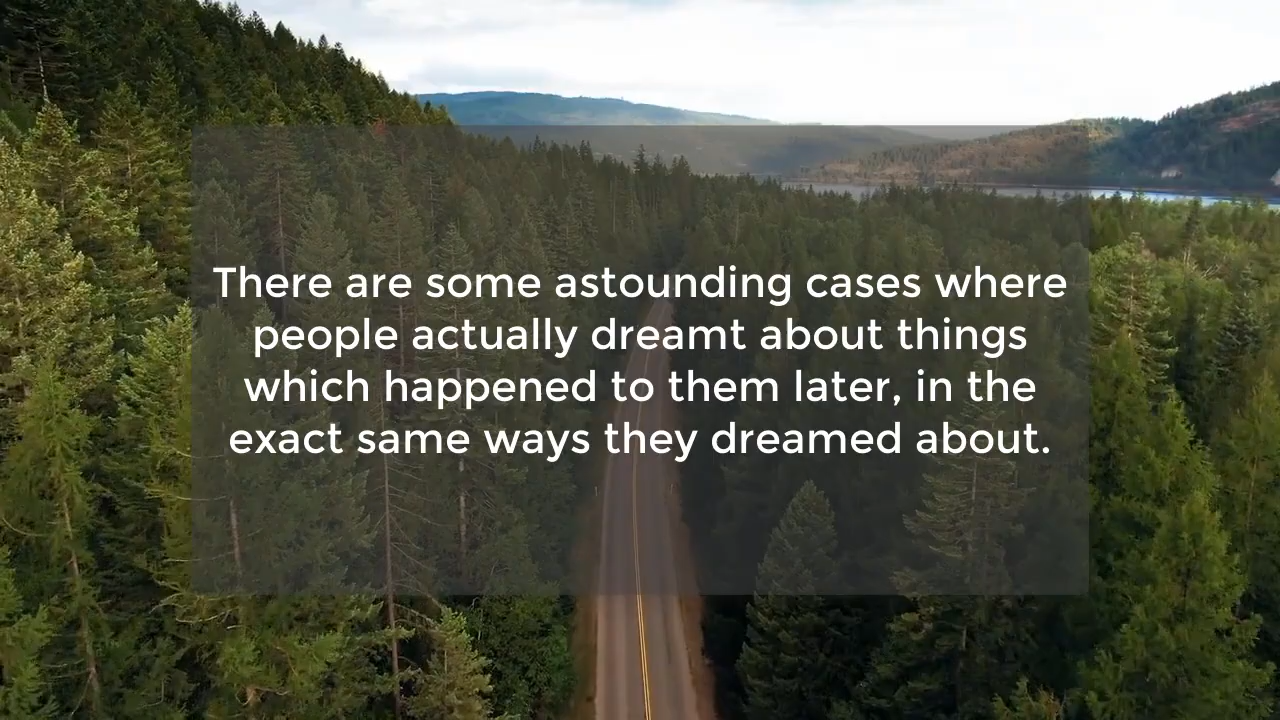 There are some astounding cases where
people actually dreamt about things
which happened to them later, in the
exact same ways they dreamed about.